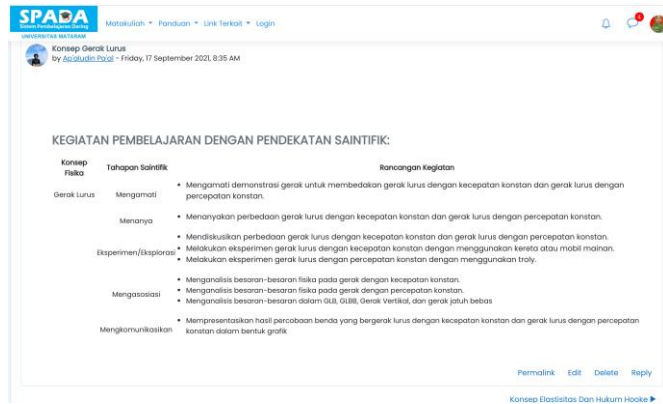 SPADA
Sistem Pembelajaran Daring
UNIVERSITAS MATARAM
Matakuliah Panduan Link Terkait Login
Konsep Gerak Lurus
by Ap'aludin Pa'al - Friday, 17 September 2021, 8:35 AM
KEGIATAN PEMBELAJARAN DENGAN PENDEKATAN SAINTIFIK:
Konsep Fisika
Tahapan Saintifik
Rancangan Kegiatan
Gerak Lurus
Mengamati
• Mengamati demonstrasi gerak untuk membedakan gerak lurus dengan kecepatan konstan dan gerak lurus dengan
percepatan konstan.
Menanya
• Menanyakan perbedaan gerak lurus dengan kecepatan konstan dan gerak lurus dengan percepatan konstan.
Eksperimen/Eksplorasi
• Mendiskusikan perbedaan gerak lurus dengan kecepatan konstan dan gerak lurus dengan percepatan konstan.
• Melakukan eksperimen gerak lurus dengan kecepatan konstan dengan menggunakan kereta atau mobil mainan.
• Melakukan eksperimen gerak lurus dengan percepatan konstan dengan menggunakan troly.
Mengasosiasi
• Menganalisis besaran-besaran fisika pada gerak dengan kecepatan konstan.
• Menganalisis besaran-besaran fisika pada gerak dengan percepatan konstan.
• Menganalisis besaran-besaran dalam GLB, GLBB, Gerak Vertikal, dan gerak jatuh bebas
Mengkomunikasikan
• Mempresentasikan hasil percobaan benda yang bergerak lurus dengan kecepatan konstan dan gerak lurus dengan percepatan
konstan dalam bentuk grafik
Permalink Edit Delete Reply
Konsep Elastisitas Dan Hukum Hooke ▶